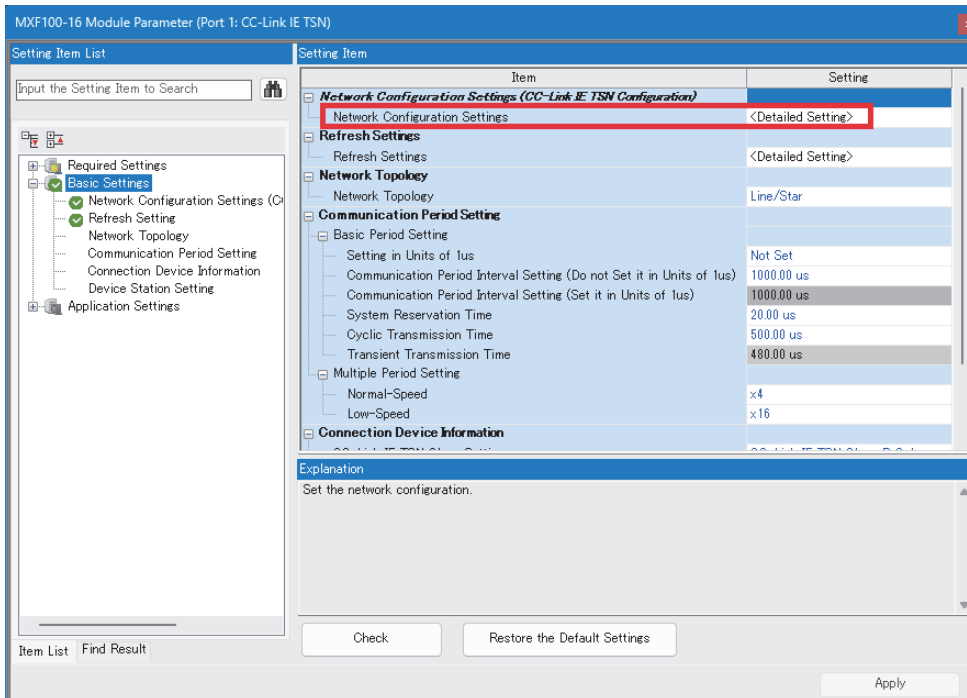 MXF100-16 Module Parameter (Port 1: CC-Link IE TSN)
Setting Item List
Input the Setting Item to Search
Required Settings
Basic Settings
Network Configuration Settings (C
Refresh Setting
Network Topology
Communication Period Setting
Connection Device Information
Device Station Setting
Application Settings
Item List Find Result
Setting Item
Item Setting
Network Configuration Settings (CC-Link IE TSN Configuration)
Network Configuration Settings <Detailed Setting>
Refresh Settings
Refresh Settings <Detailed Setting>
Network Topology
Network Topology Line/Star
Communication Period Setting
Basic Period Setting
Setting in Units of 1us Not Set
Communication Period Interval Setting (Do not Set it in Units of 1us) 1000.00 us
Communication Period Interval Setting (Set it in Units of 1us) 1000.00 us
System Reservation Time 20.00 us
Cyclic Transmission Time 500.00 us
Transient Transmission Time 480.00 us
Multiple Period Setting
Normal-Speed x4
Low-Speed x16
Connection Device Information
Explanation
Set the network configuration.
Check Restore the Default Settings
Apply